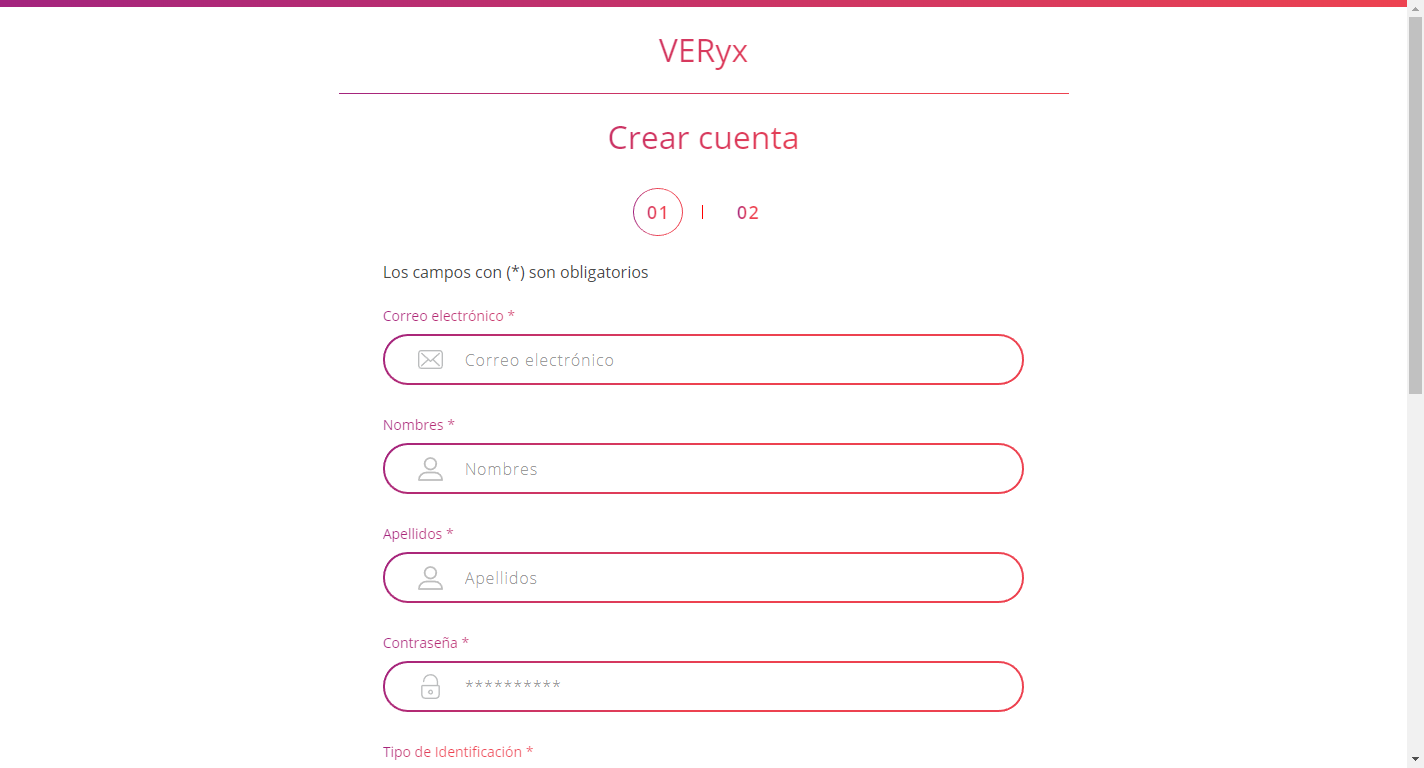 VERyx
Crear cuenta
01 | 02
Los campos con (*) son obligatorios
Correo electrónico *
Correo electrónico
Nombres *
Nombres
Apellidos *
Apellidos
Contraseña *
**********
Tipo de Identificación *